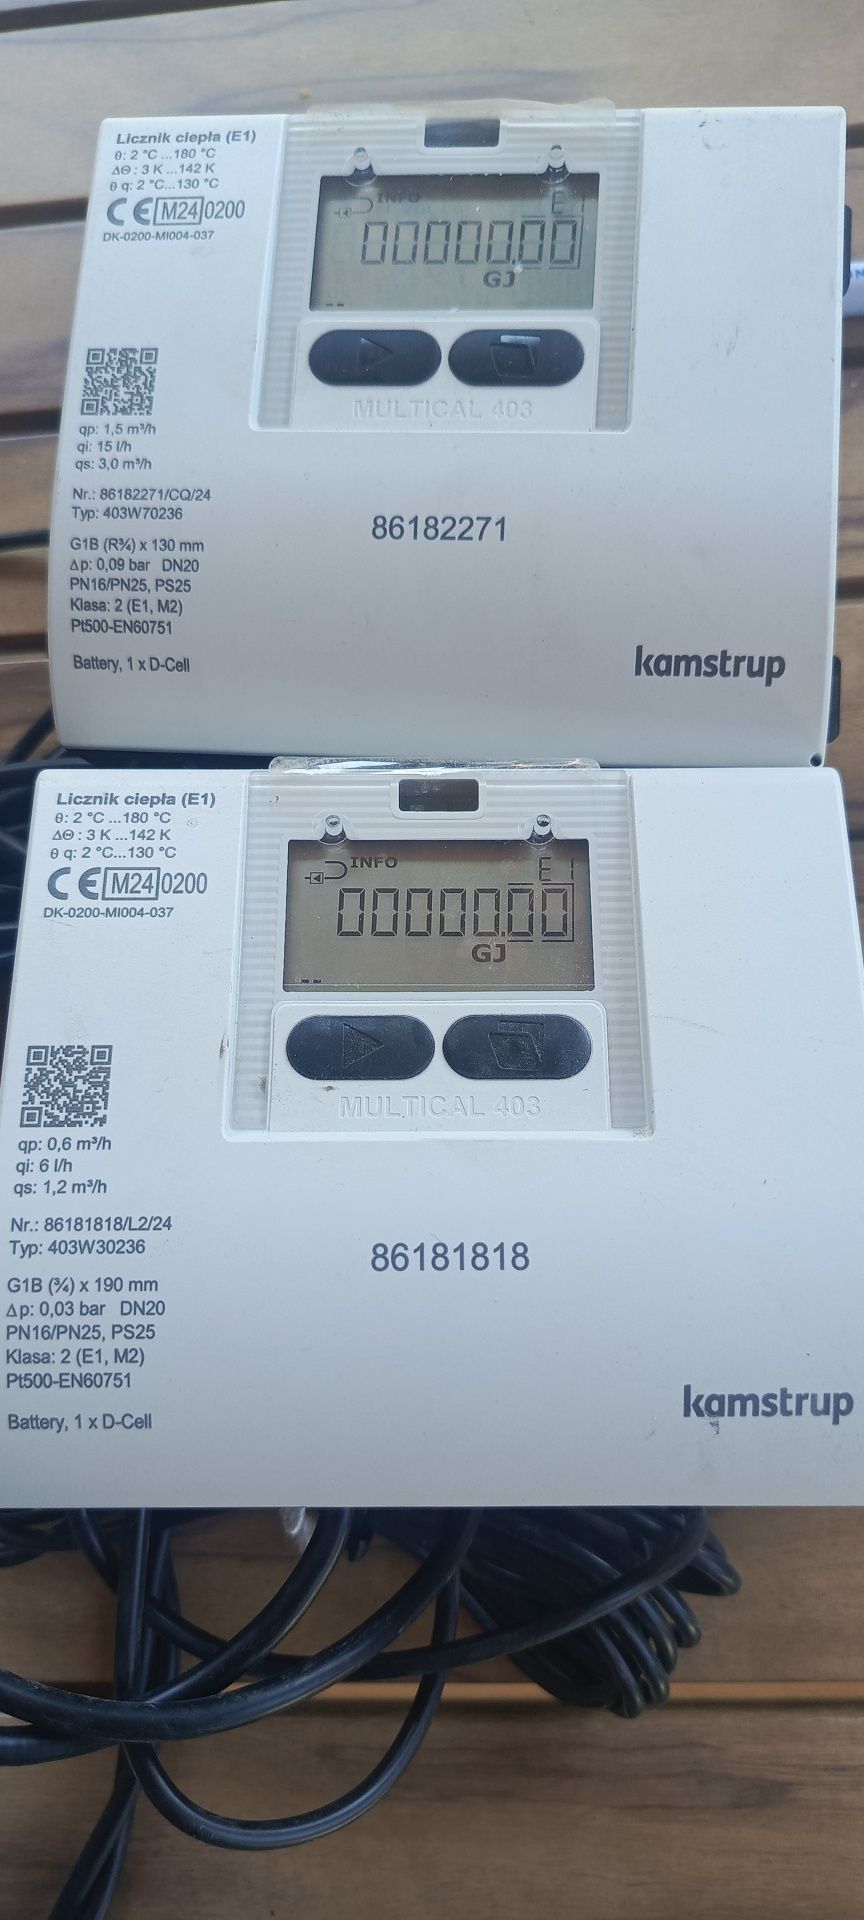 Licznik ciepła (E1)
θ: 2 °C ...180 °C
ΔΘ : 3 K ...142 K
θ q: 2 °C...130 °C
CE M24 0200
DK-0200-MI004-037
INFO
E1
00000.00
GJ
MULTICAL 403
qp: 1,5 m³/h
qi: 15 l/h
qs: 3,0 m³/h
Nr.: 86182271/CQ/24
Typ: 403W70236
86182271
G1B (R¾) x 130 mm
Δp: 0,09 bar DN20
PN16/PN25, PS25
Klasa: 2 (E1, M2)
Pt500-EN60751
Battery, 1 x D-Cell
kamstrup
Licznik ciepła (E1)
θ: 2 °C ...180 °C
ΔΘ : 3 K ...142 K
θ q: 2 °C...130 °C
CE M24 0200
DK-0200-MI004-037
INFO
E1
00000.00
GJ
MULTICAL 403
qp: 0,6 m³/h
qi: 6 l/h
qs: 1,2 m³/h
Nr.: 86181818/L2/24
Typ: 403W30236
86181818
G1B (¾) x 190 mm
Δp: 0,03 bar DN20
PN16/PN25, PS25
Klasa: 2 (E1, M2)
Pt500-EN60751
Battery, 1 x D-Cell
kamstrup